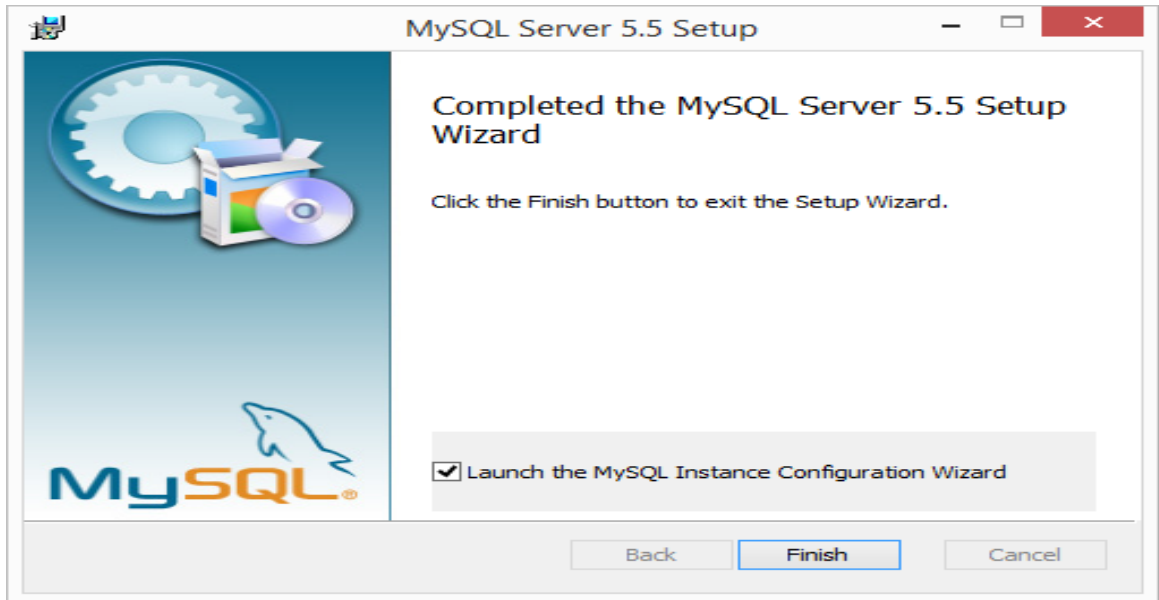 MySQL Server 5.5 Setup
Completed the MySQL Server 5.5 Setup
Wizard
Click the Finish button to exit the Setup Wizard.
Launch the MySQL Instance Configuration Wizard
MySQL®
Back
Finish
Cancel